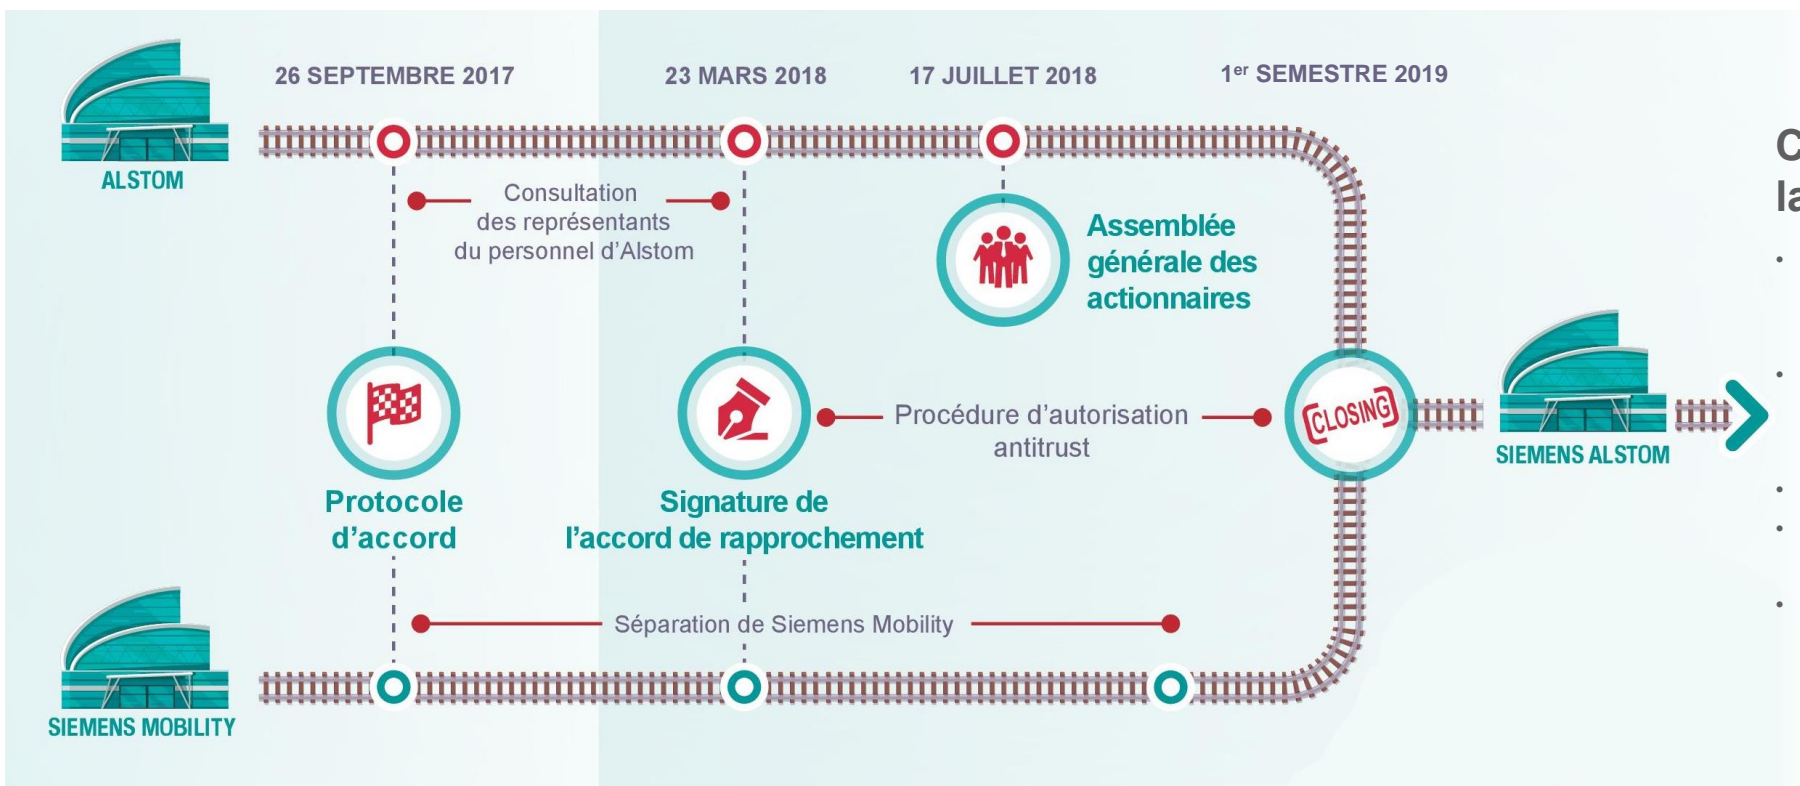 26 SEPTEMBRE 2017
23 MARS 2018
17 JUILLET 2018
1er SEMESTRE 2019
ALSTOM
Consultation
des représentants
du personnel d'Alstom
Assemblée
générale des
actionnaires
Procédure d'autorisation
antitrust
CLOSING
SIEMENS ALSTOM
Protocole
d'accord
Signature de
l'accord de rapprochement
Séparation de Siemens Mobility
SIEMENS MOBILITY